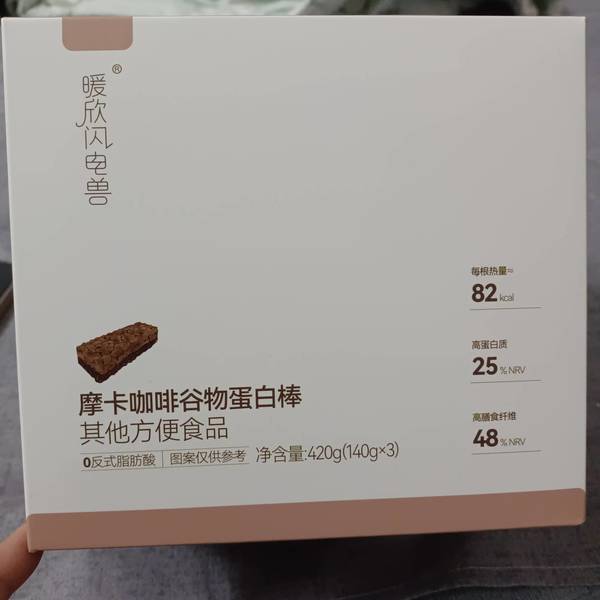 暖欣闪电兽®
每根热量≈
82kcal
高蛋白质
25%NRV
高膳食纤维
48%NRV
摩卡咖啡谷物蛋白棒
其他方便食品
0反式脂肪酸 图案仅供参考 净含量:420g(140g×3)